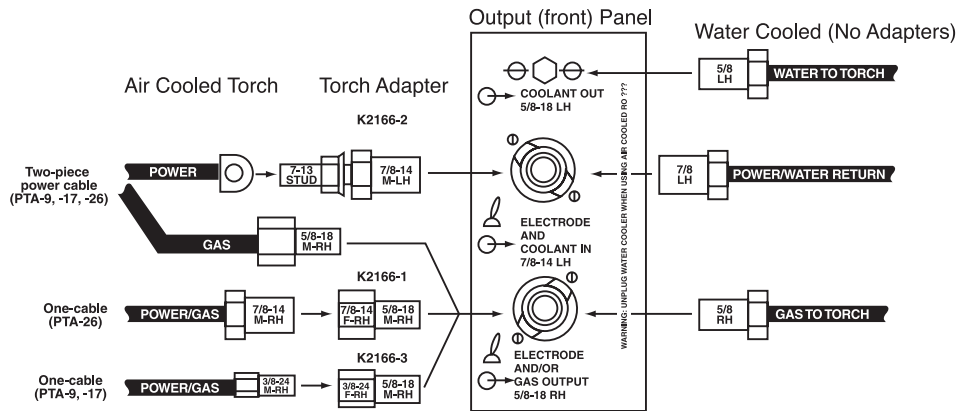 Output (front) Panel
Water Cooled (No Adapters)
Air Cooled Torch
Torch Adapter
K2166-2
5/8
LH
WATER TO TORCH
COOLANT OUT
5/8-18 LH
Two-piece
power cable
(PTA-9, -17, -26)
POWER
7-13
STUD
7/8-14
M-LH
7/8
LH
POWER/WATER RETURN
GAS
5/8-18
M-RH
ELECTRODE
AND
COOLANT IN
7/8-14 LH
WARNING: UNPLUG WATER COOLER WHEN USING AIR COOLED RO ???
K2166-1
One-cable
(PTA-26)
POWER/GAS
7/8-14
M-RH
7/8-14
F-RH
5/8-18
M-RH
5/8
RH
GAS TO TORCH
K2166-3
One-cable
(PTA-9, -17)
POWER/GAS
3/8-24
M-RH
3/8-24
F-RH
5/8-18
M-RH
ELECTRODE
AND/OR
GAS OUTPUT
5/8-18 RH